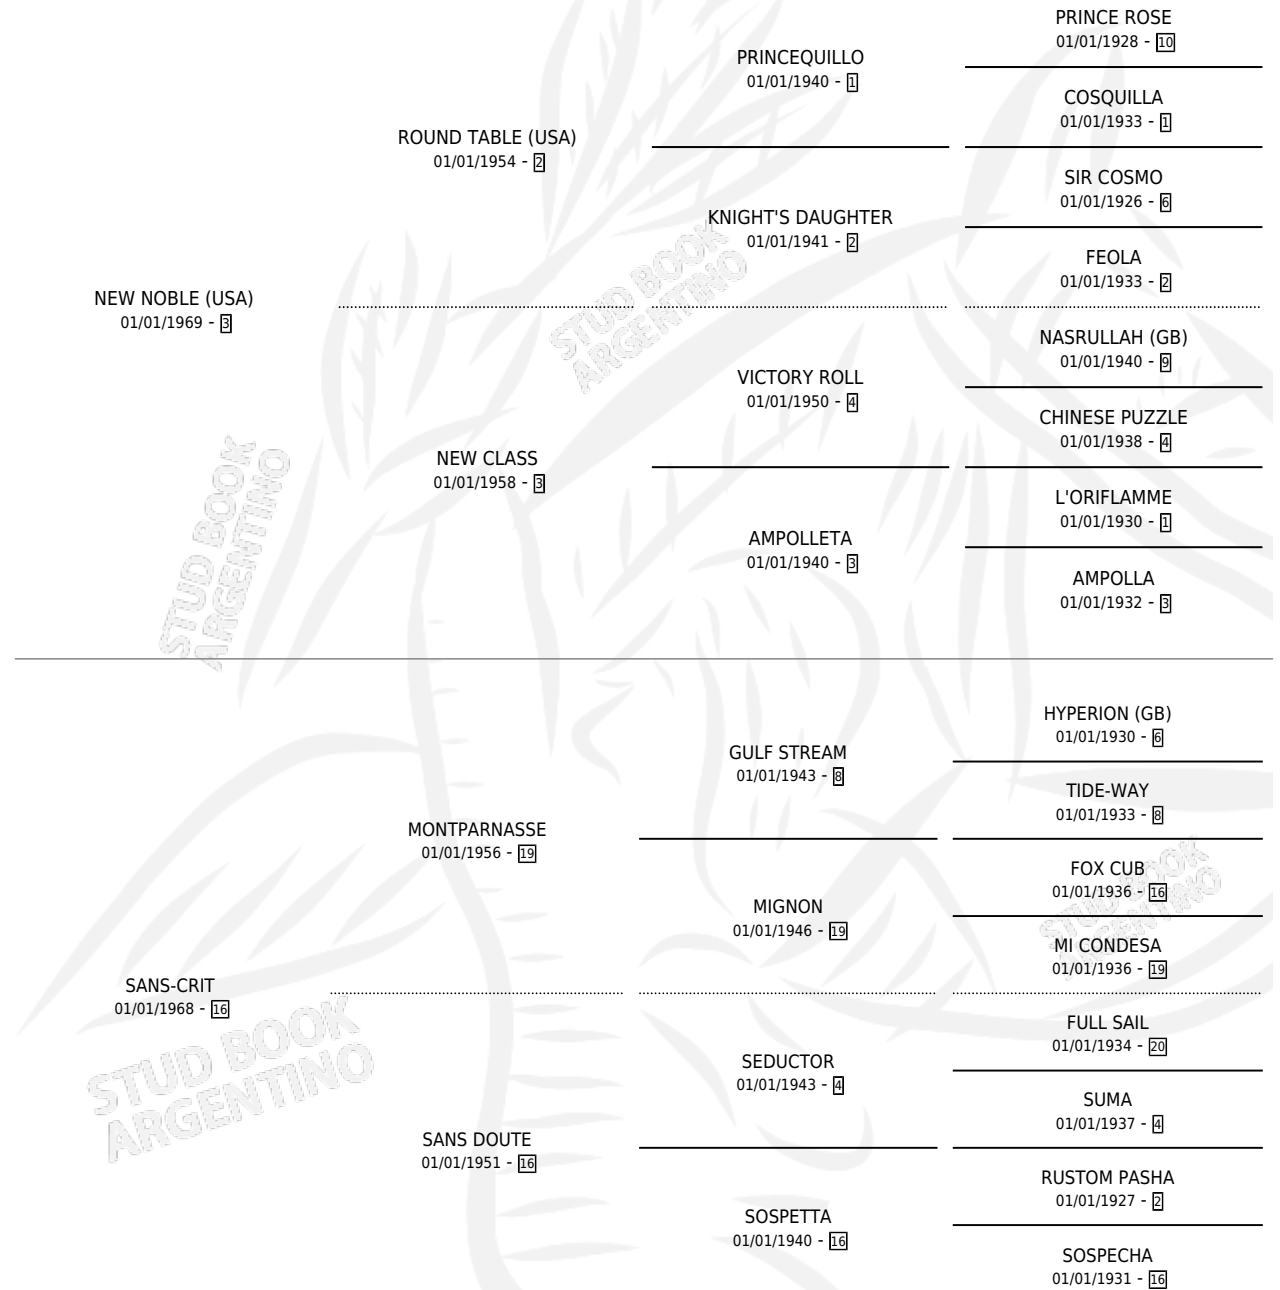 PRINCE ROSE
01/01/1928 - 10
PRINCEQUILLO
01/01/1940 - 1
COSQUILLA
01/01/1933 - 1
ROUND TABLE (USA)
01/01/1954 - 2
SIR COSMO
01/01/1926 - 6
KNIGHT'S DAUGHTER
01/01/1941 - 2
FEOLA
01/01/1933 - 2
NEW NOBLE (USA)
01/01/1969 - 3
NASRULLAH (GB)
01/01/1940 - 9
VICTORY ROLL
01/01/1950 - 4
CHINESE PUZZLE
01/01/1938 - 4
NEW CLASS
01/01/1958 - 3
L'ORIFLAMME
01/01/1930 - 1
AMPOLLETA
01/01/1940 - 3
AMPOLLA
01/01/1932 - 3
HYPERION (GB)
01/01/1930 - 6
GULF STREAM
01/01/1943 - 8
TIDE-WAY
01/01/1933 - 8
MONTPARNASSE
01/01/1956 - 19
FOX CUB
01/01/1936 - 16
MIGNON
01/01/1946 - 19
MI CONDESA
01/01/1936 - 19
SANS-CRIT
01/01/1968 - 16
FULL SAIL
01/01/1934 - 20
SEDUCTOR
01/01/1943 - 4
SUMA
01/01/1937 - 4
SANS DOUTE
01/01/1951 - 16
RUSTOM PASHA
01/01/1927 - 2
SOSPETTA
01/01/1940 - 16
SOSPECHA
01/01/1931 - 16
STUD BOOK
ARGENTINO
STUD BOOK
ARGENTINO
STUD BOOK
ARGENTINO
STUD BOOK
ARGENTINO